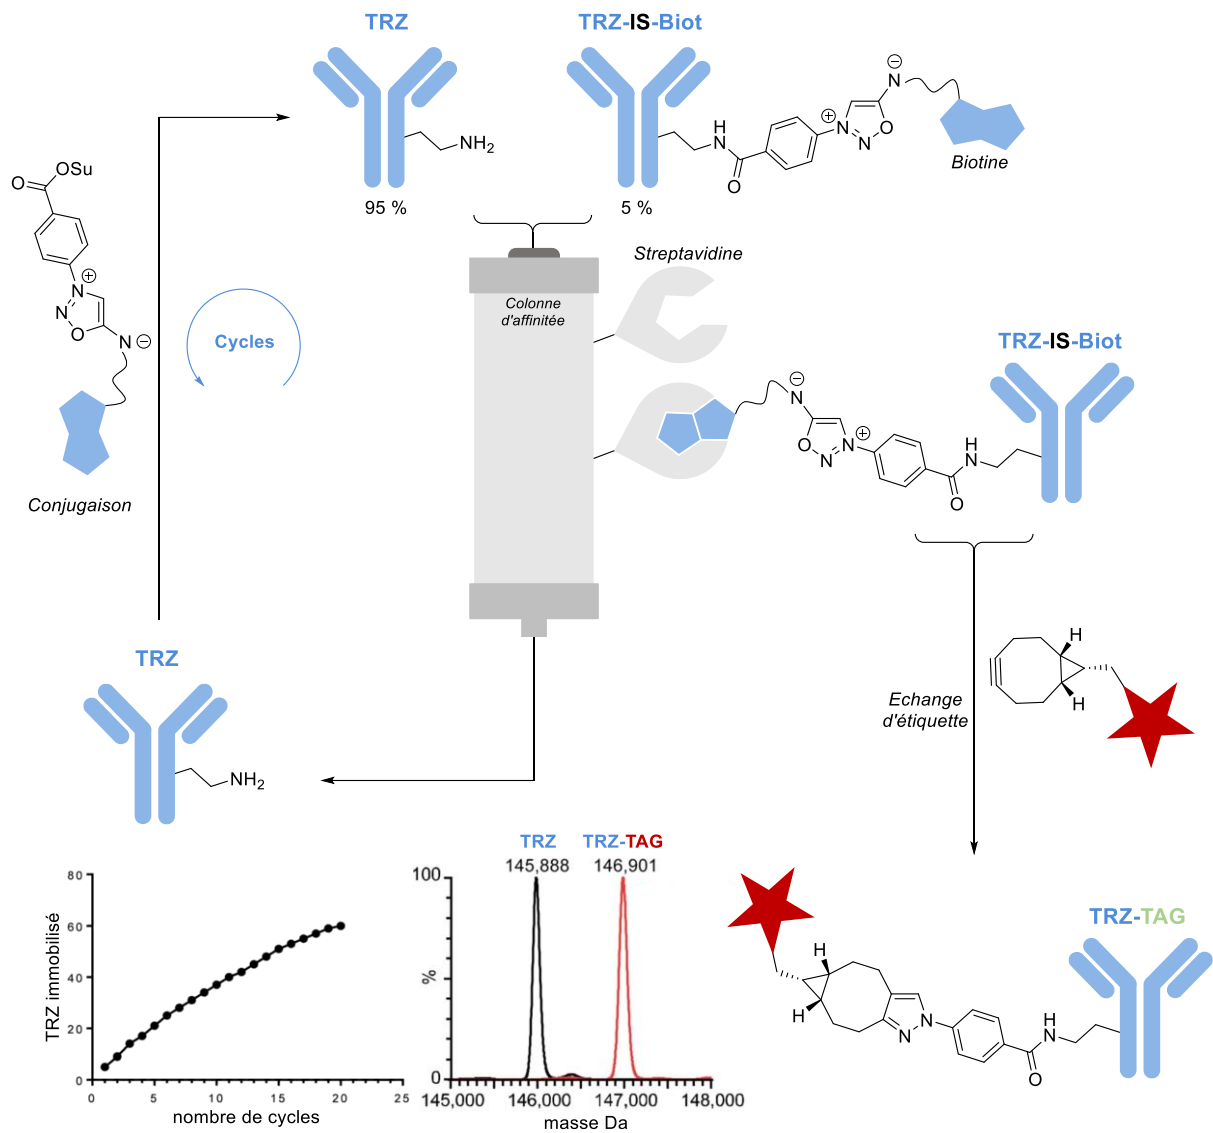 TRZ
TRZ-IS-Biot
NH2
95 %
H
N
O
N
N
O
N
⊕
⊖
Biotine
5 %
O
OSu
N
N
O
N
⊕
⊖
Conjugaison
Cycles
Streptavidine
Colonne
d'affinitée
TRZ-IS-Biot
N
⊖
O
N
N
⊕
H
N
O
Echange
d'étiquette
H
H
TRZ
NH2
TRZ immobilisé
80
60
40
20
0
0
5
10
15
20
25
nombre de cycles
TRZ
TRZ-TAG
145,888
146,901
100
%
0
145,000
146,000
147,000
148,000
masse Da
TRZ-TAG
H
H
N
N
H
N
O